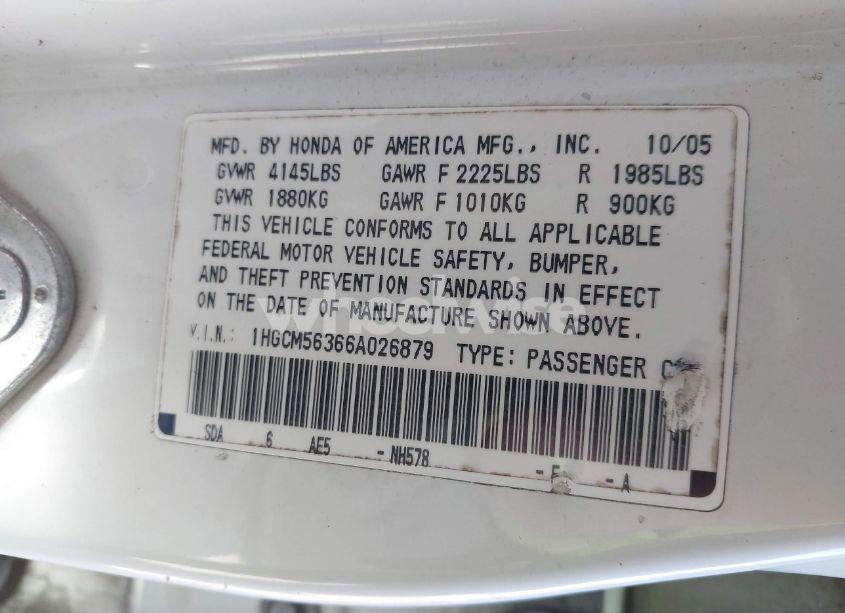 MFD. BY HONDA OF AMERICA MFG., INC. 10/05
GVWR 4145LBS GAWR F 2225LBS R 1985LBS
GVWR 1880KG GAWR F 1010KG R 900KG
THIS VEHICLE CONFORMS TO ALL APPLICABLE
FEDERAL MOTOR VEHICLE SAFETY, BUMPER,
AND THEFT PREVENTION STANDARDS IN EFFECT
ON THE DATE OF MANUFACTURE SHOWN ABOVE.
wheelwise
V.I.N.: 1HGCM56366A026879 TYPE: PASSENGER
SDA 6 AE5 - NH578 - E - A